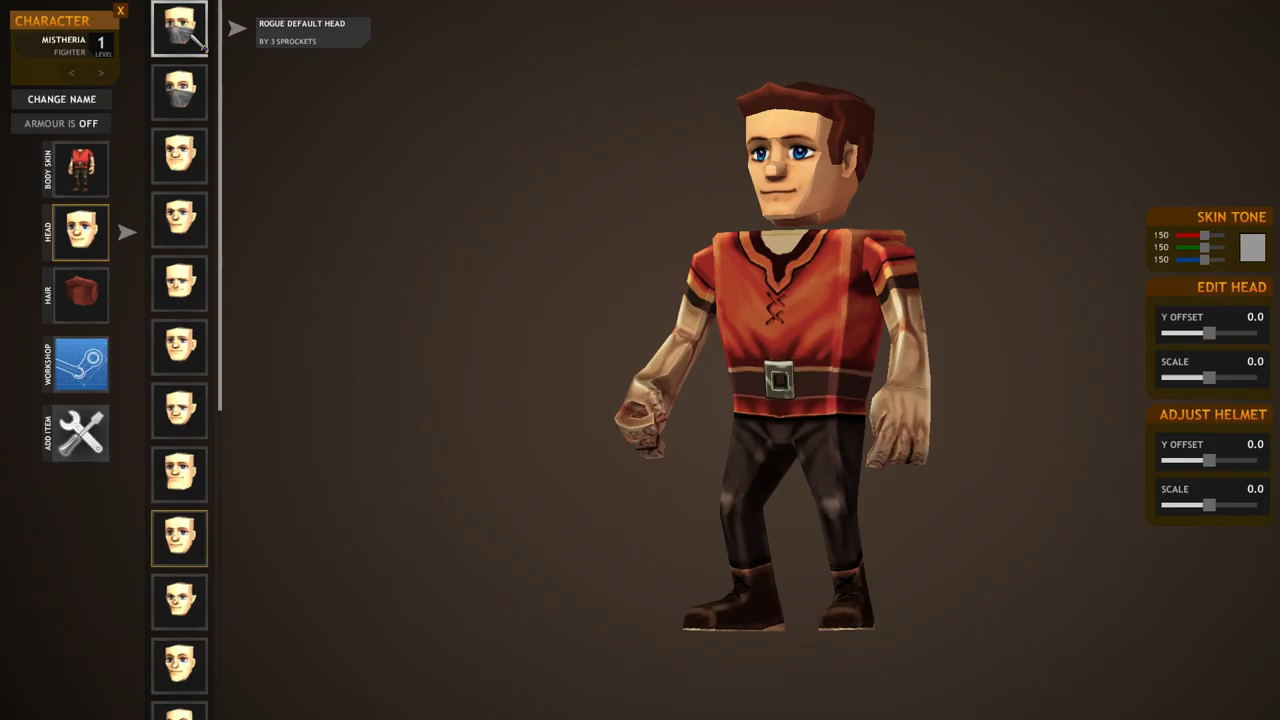 CHARACTER
X
MISTHERIA
FIGHTER
1
LEVEL
<
>
CHANGE NAME
ARMOUR IS OFF
BODY SKIN
HEAD
HAIR
WORKSHOP
ADD ITEM
ROGUE DEFAULT HEAD
BY 3 SPROCKETS
SKIN TONE
150
150
150
EDIT HEAD
Y OFFSET 0.0
SCALE 0.0
ADJUST HELMET
Y OFFSET 0.0
SCALE 0.0